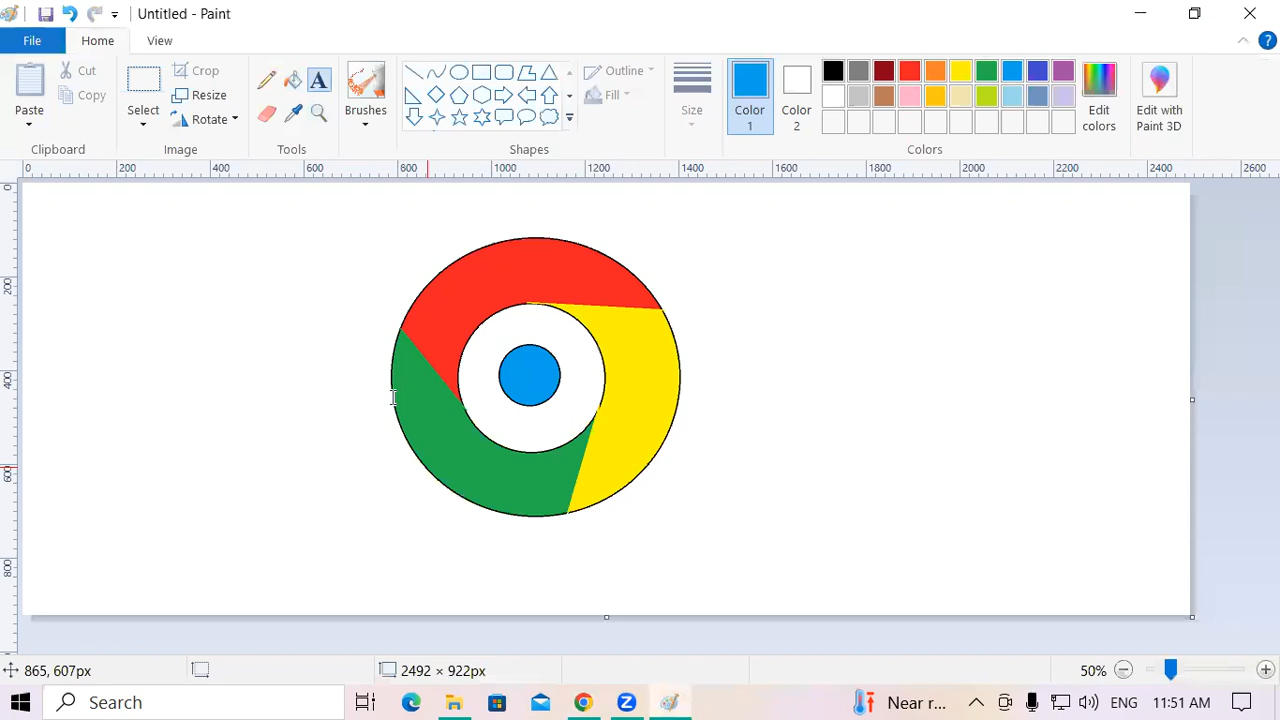 Untitled - Paint
File
Home
View
Paste
Cut
Copy
Clipboard
Select
Crop
Resize
Rotate
Image
A
Tools
Brushes
Outline
Fill
Shapes
Size
Color 1
Color 2
Edit colors
Edit with Paint 3D
Colors
0 200 400 600 800 1000 1200 1400 1600 1800 2000 2200 2400 2600
0
200
400
600
800
865, 607px
2492 × 922px
50%
Search
Near r...
ENG
11:51 AM